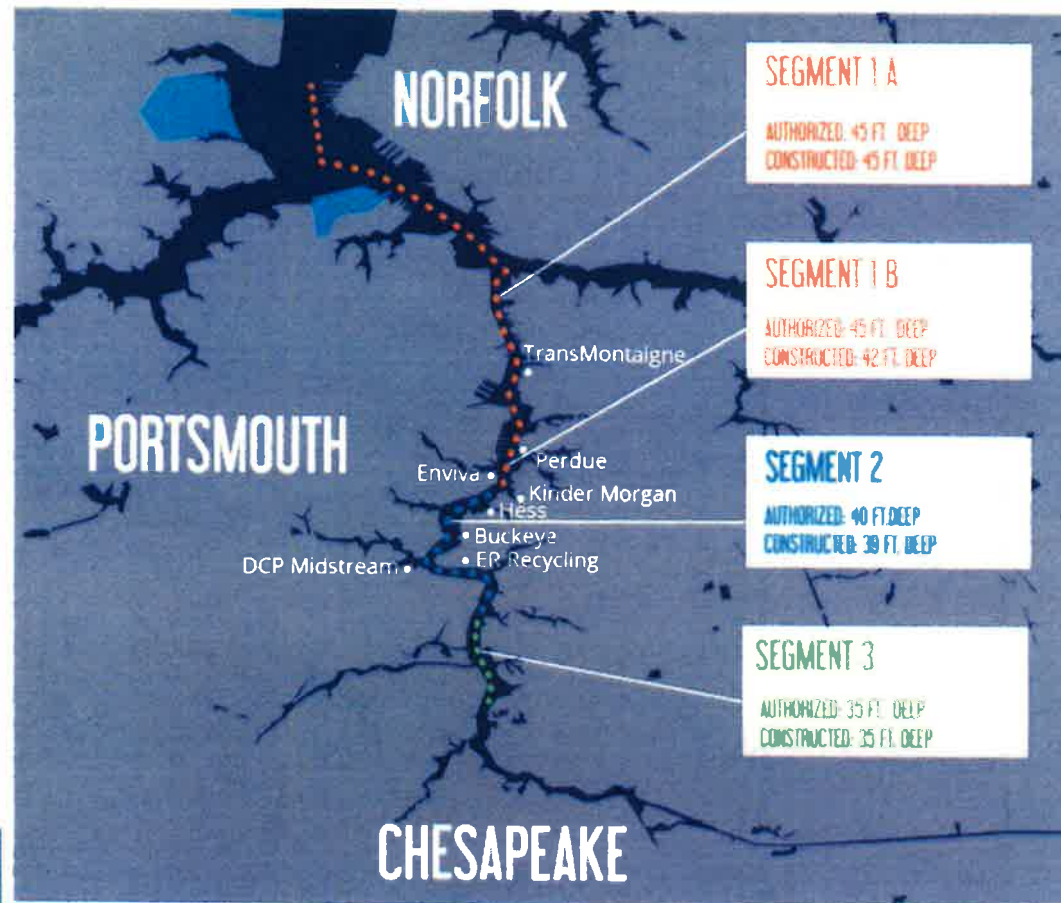 NORFOLK
SEGMENT 1 A
AUTHORIZED: 45 FT. DEEP
CONSTRUCTED: 45 FT. DEEP
SEGMENT 1 B
AUTHORIZED: 45 FT. DEEP
CONSTRUCTED: 42 FT. DEEP
TransMontaigne
PORTSMOUTH
Perdue
Enviva
Kinder Morgan
Hess
SEGMENT 2
AUTHORIZED: 40 FT.DEEP
CONSTRUCTED: 39 FT. DEEP
Buckeye
ER Recycling
DCP Midstream
SEGMENT 3
AUTHORIZED: 35 FT. DEEP
CONSTRUCTED: 35 FT. DEEP
CHESAPEAKE